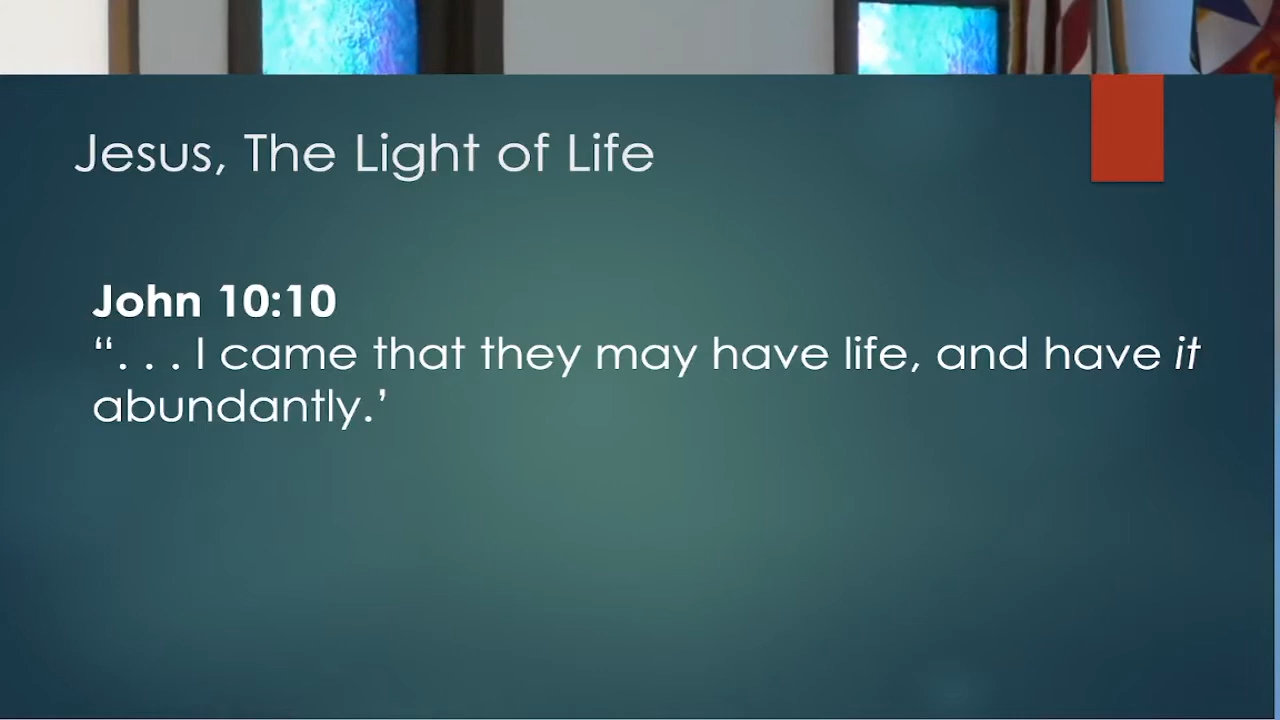 Jesus, The Light of Life
John 10:10
“. . . I came that they may have life, and have it
abundantly.’